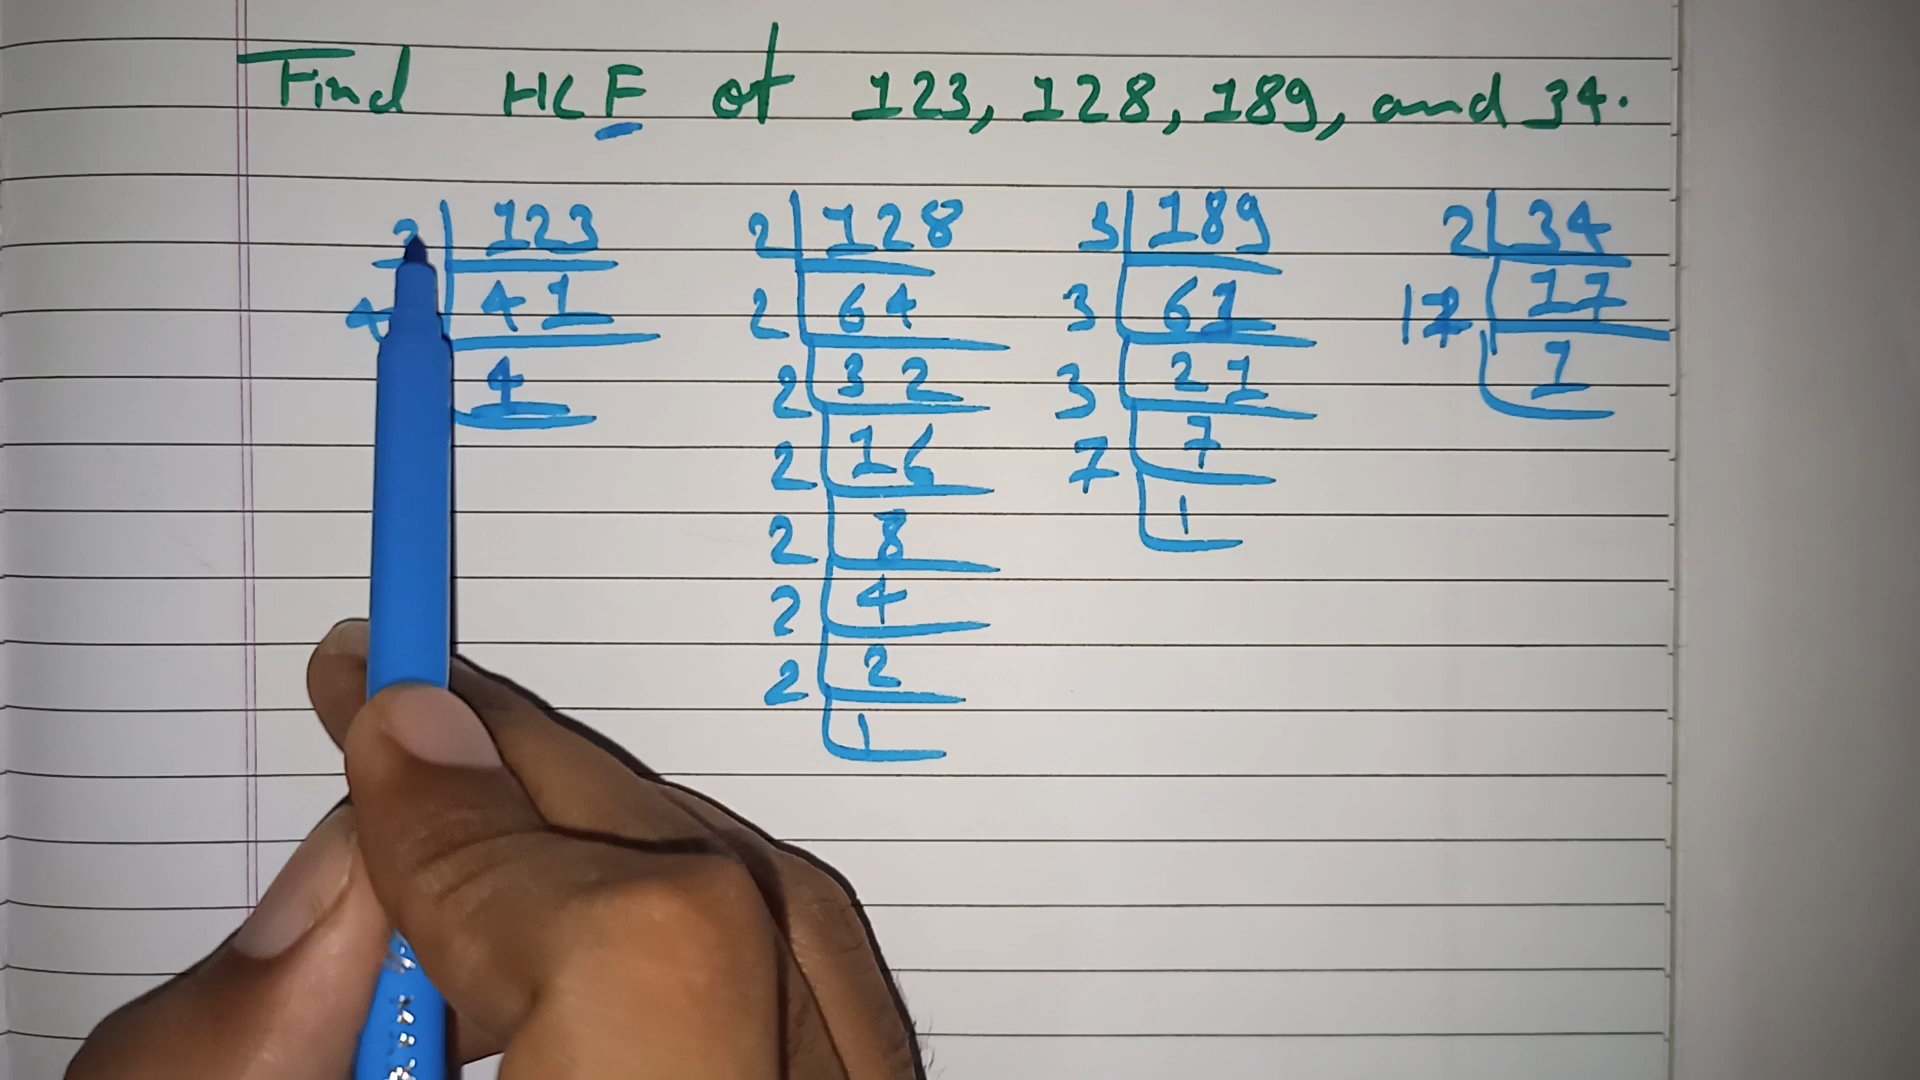 Find HCF of 123, 128, 189, and 34.
123 2 128 3 189 2 34
41 2 64 3 61 17 17
4 2 32 3 21 1
2 16 7 7
2 8 1
2 4
2 2
1